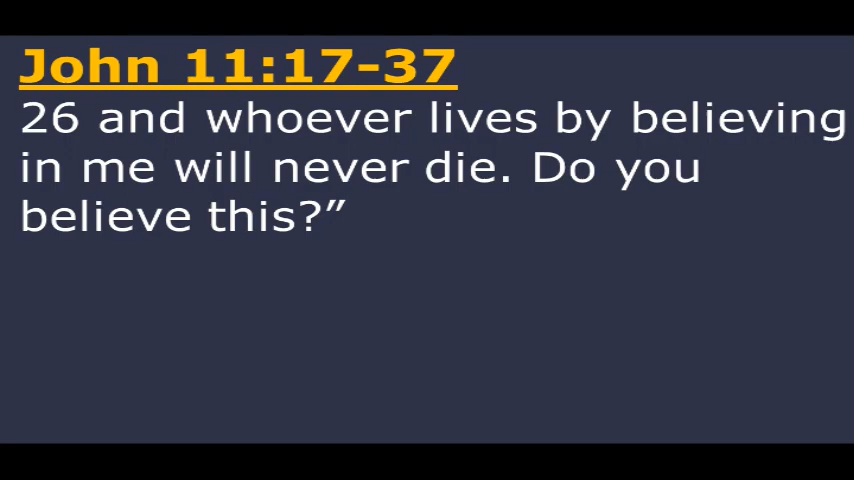 John 11:17-37
26 and whoever lives by believing
in me will never die. Do you
believe this?”